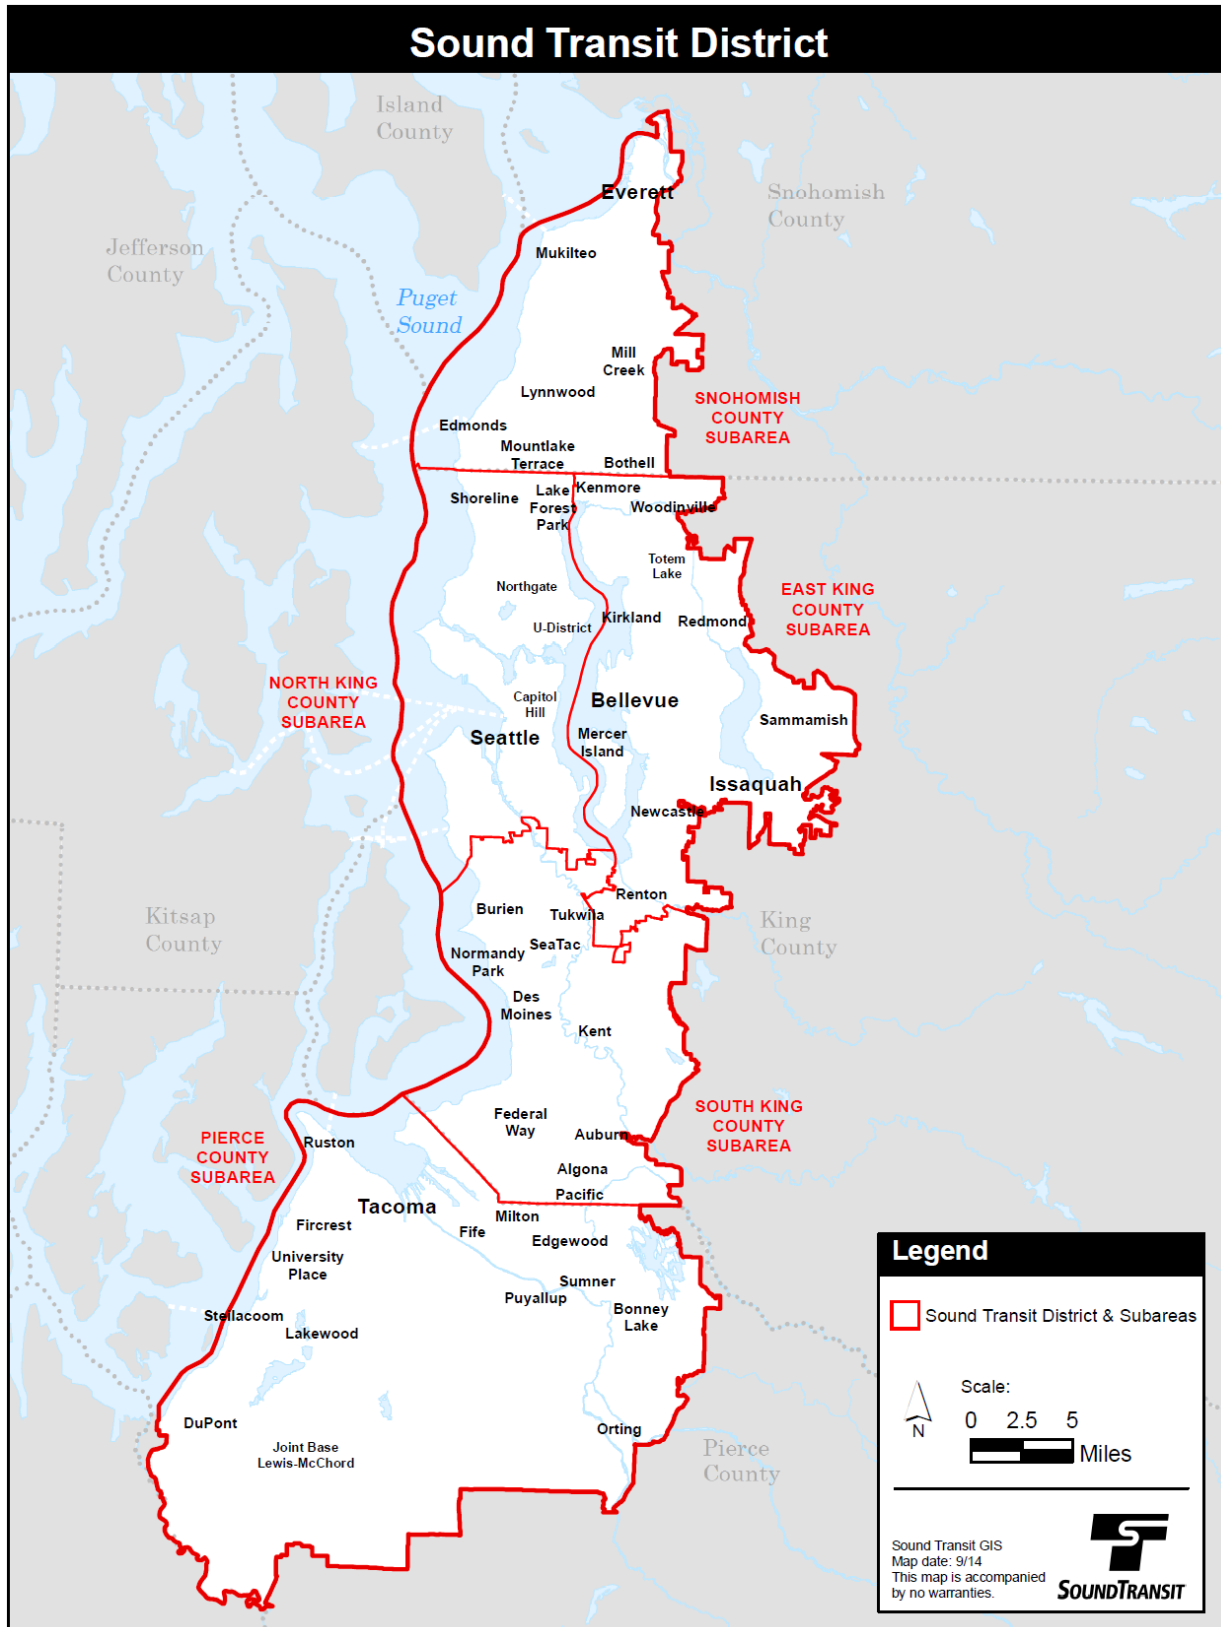 Sound Transit District
Island
County
Snohomish
County
Jefferson
County
Puget
Sound
Everett
Mukilteo
Mill
Creek
Lynnwood
SNOHOMISH
COUNTY
SUBAREA
Edmonds
Mountlake
Terrace
Bothell
Shoreline
Lake
Forest
Park
Kenmore
Woodinville
Totem
Lake
Northgate
EAST KING
COUNTY
SUBAREA
U-District
Kirkland
Redmond
NORTH KING
COUNTY
SUBAREA
Capitol
Hill
Bellevue
Sammamish
Seattle
Mercer
Island
Issaquah
Newcastle
Renton
Burien
Tukwila
Kitsap
County
King
County
SeaTac
Normandy
Park
Des
Moines
Kent
Federal
Way
Auburn
SOUTH KING
COUNTY
SUBAREA
PIERCE
COUNTY
SUBAREA
Ruston
Algona
Pacific
Tacoma
Milton
Fircrest
Fife
Edgewood
University
Place
Sumner
Puyallup
Bonney
Lake
Steilacoom
Lakewood
DuPont
Orting
Joint Base
Lewis-McChord
Pierce
County
Legend
Sound Transit District & Subareas
Scale:
N
0 2.5 5
Miles
Sound Transit GIS
Map date: 9/14
This map is accompanied
by no warranties.
SOUNDTRANSIT